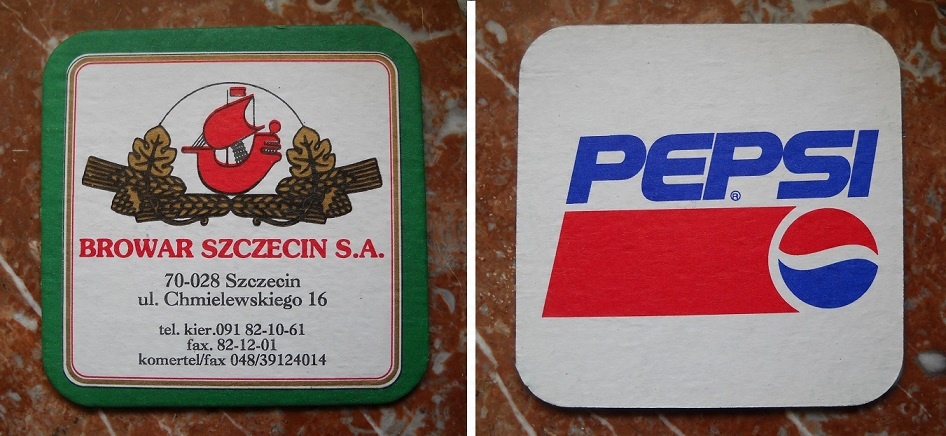 BROWAR SZCZECIN S.A.
70-028 Szczecin
ul. Chmielewskiego 16
tel. kier.091 82-10-61
fax. 82-12-01
komertel/fax 048/39124014
PEPSI
®